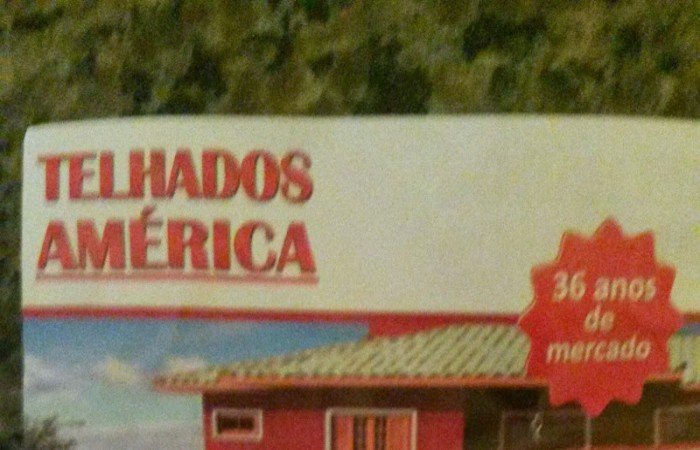 TELHADOS
AMÉRICA
36 anos
de
mercado